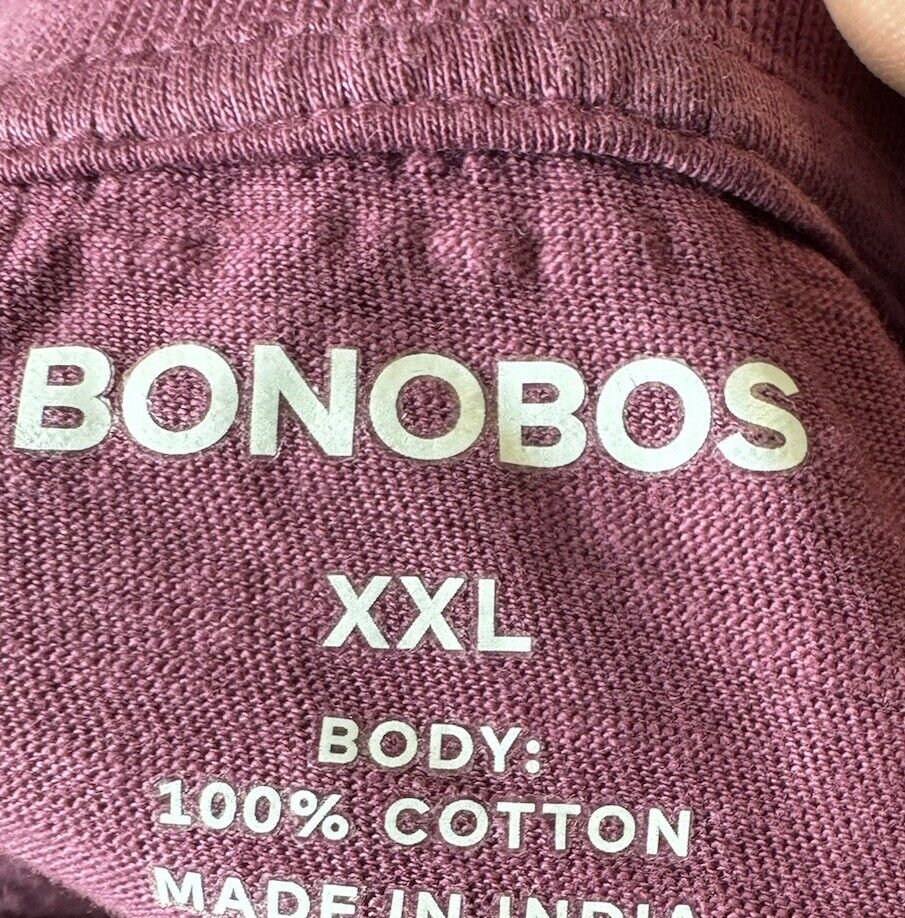 BONOBOS
XXL
BODY:
100% COTTON
MADE IN INDIA